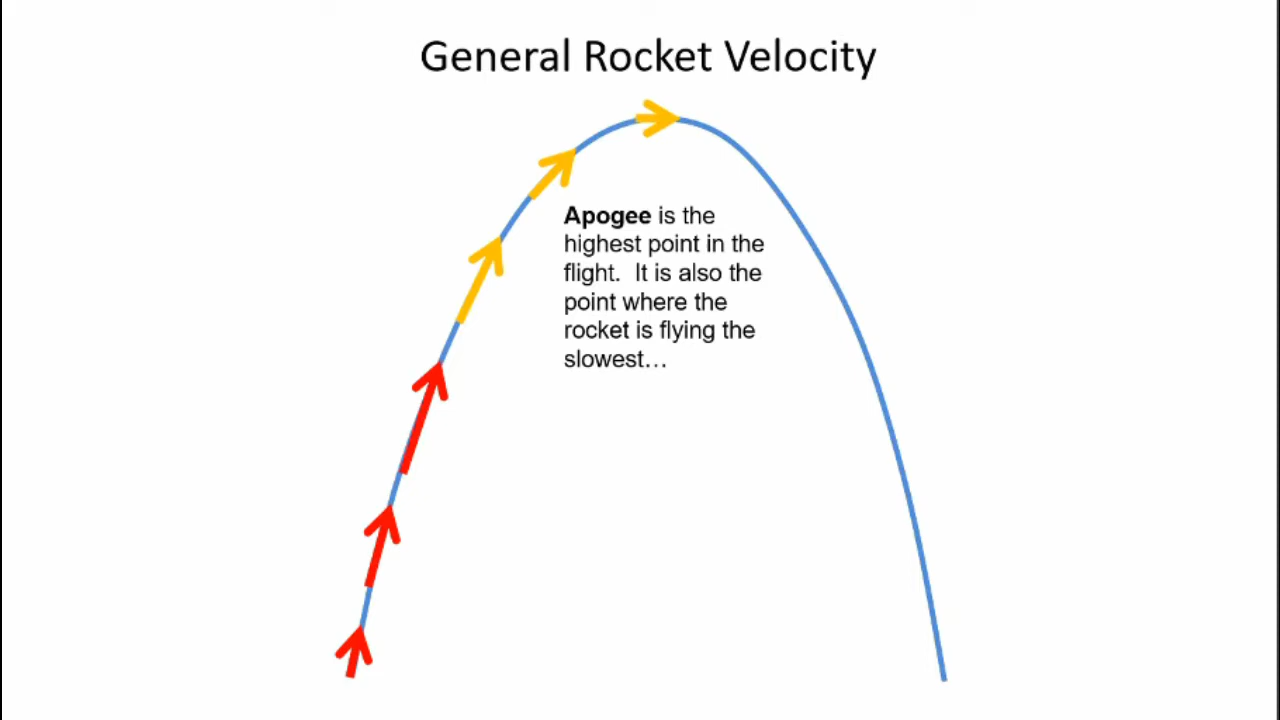 General Rocket Velocity
Apogee is the
highest point in the
flight.  It is also the
point where the
rocket is flying the
slowest…